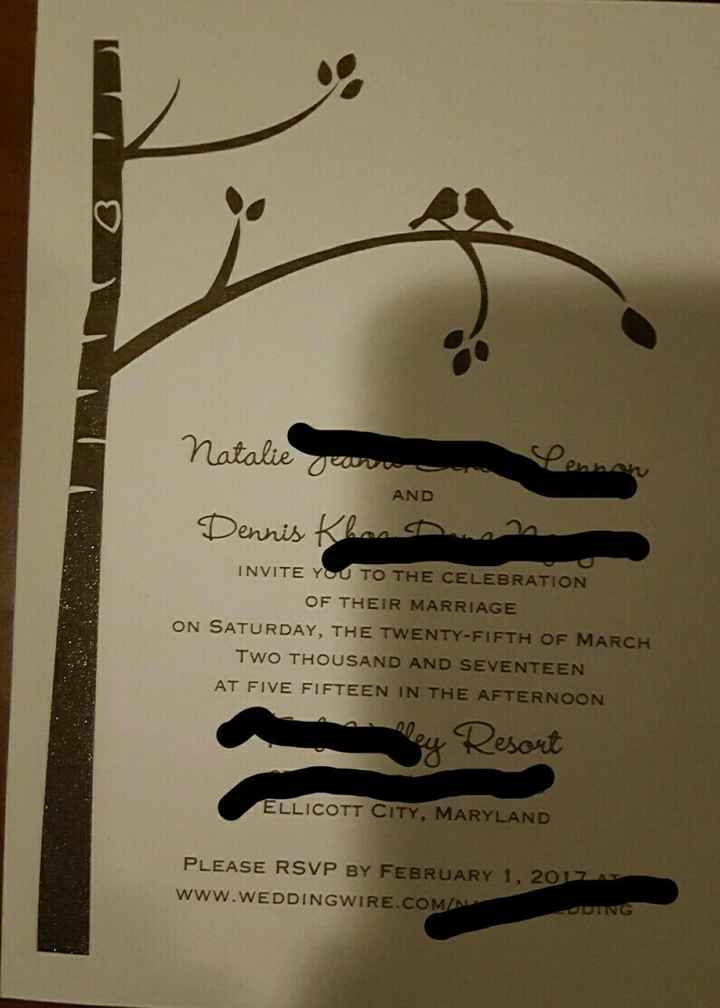 Natalie
AND
Dennis
INVITE YOU TO THE CELEBRATION
OF THEIR MARRIAGE
ON SATURDAY, THE TWENTY-FIFTH OF MARCH
TWO THOUSAND AND SEVENTEEN
AT FIVE FIFTEEN IN THE AFTERNOON
Resort
ELLICOTT CITY, MARYLAND
PLEASE RSVP BY FEBRUARY 1, 2017 AT
WWW.WEDDINGWIRE.COM/